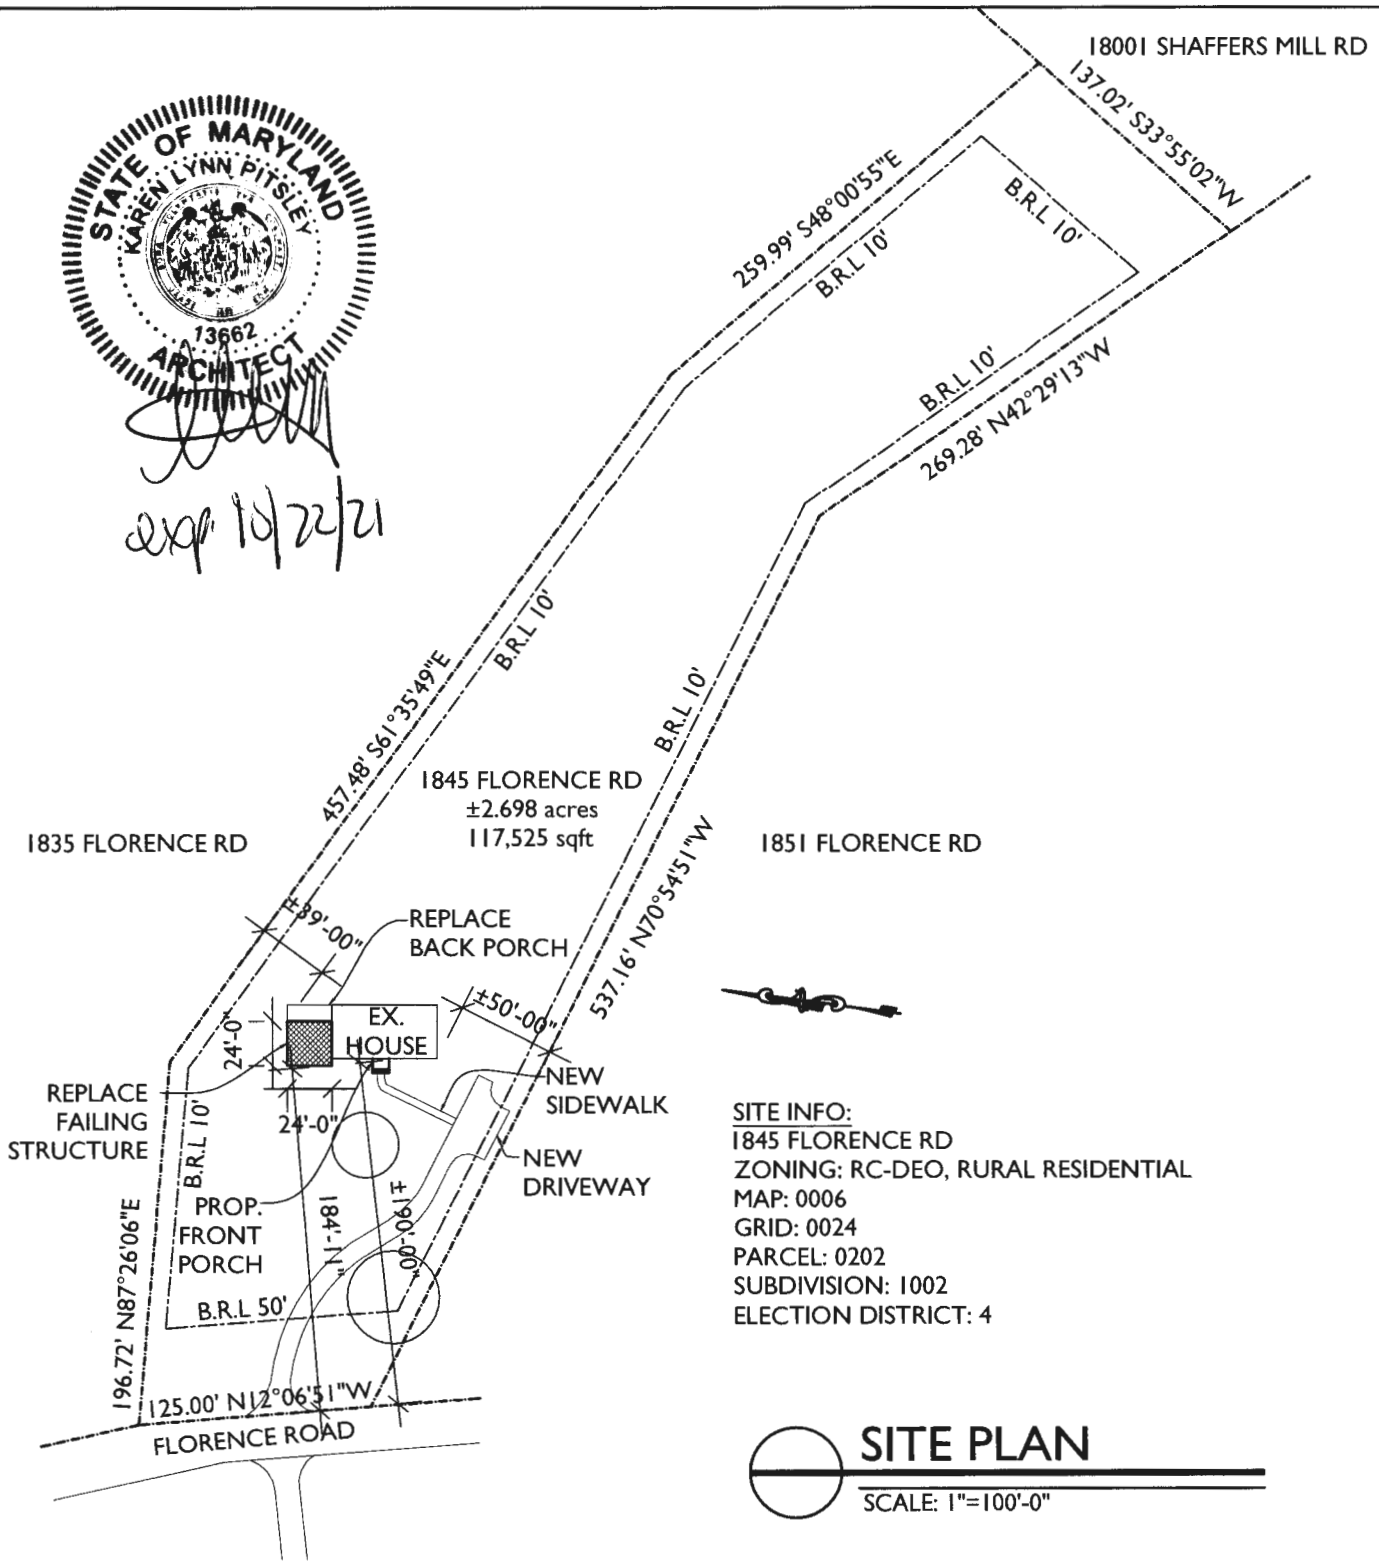 18001 SHAFFERS MILL RD
137.02' S33°55'02"W
STATE OF MARYLAND
KAREN LYNN PITSLEY
13662
ARCHITECT
exp 10/22/21
259.99' S48°00'55"E
B.R.L 10'
B.R.L 10'
B.R.L 10'
269.28' N42°29'13"W
B.R.L 10'
B.R.L 10'
457.48' S61°35'49"E
1845 FLORENCE RD
±2.698 acres
117,525 sqft
1835 FLORENCE RD
1851 FLORENCE RD
537.16' N70°54'51"W
±39'-00"
REPLACE
BACK PORCH
±50'-00"
EX.
HOUSE
24'-0"
24'-0"
REPLACE
FAILING
STRUCTURE
NEW
SIDEWALK
NEW
DRIVEWAY
B.R.L 10'
PROP.
FRONT
PORCH
184'-11"
±190'-00"
196.72' N87°26'06"E
B.R.L 50'
125.00' N12°06'51"W
FLORENCE ROAD
SITE INFO:
1845 FLORENCE RD
ZONING: RC-DEO, RURAL RESIDENTIAL
MAP: 0006
GRID: 0024
PARCEL: 0202
SUBDIVISION: 1002
ELECTION DISTRICT: 4
SITE PLAN
SCALE: 1"=100'-0"